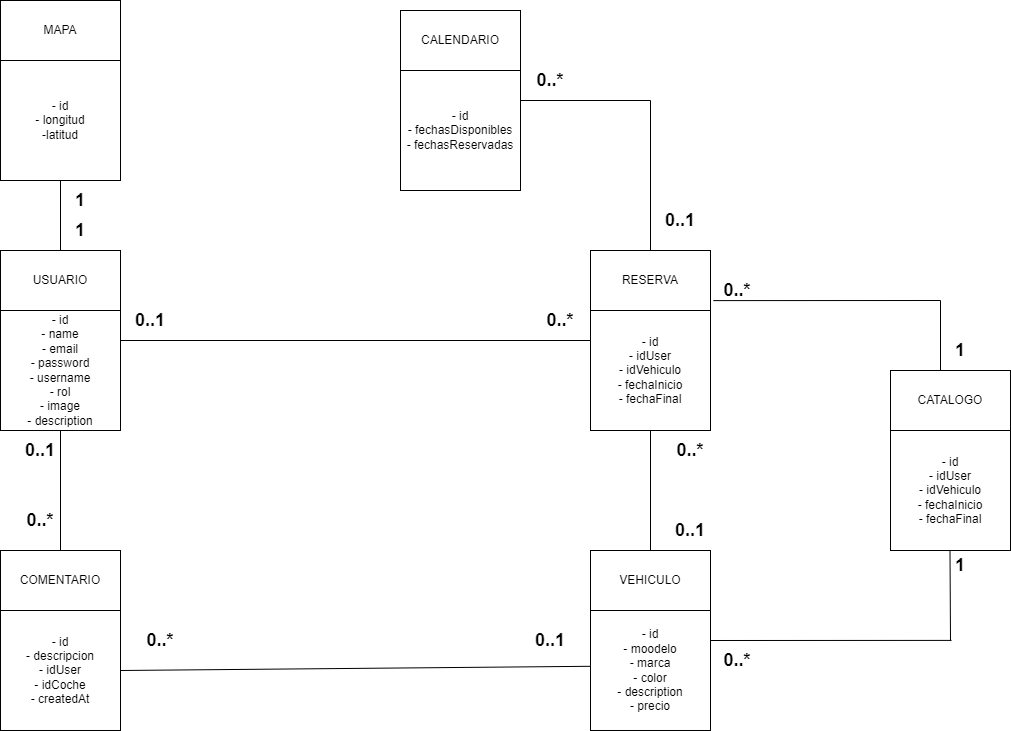 MAPA
- id
- longitud
-latitud
CALENDARIO
- id
- fechasDisponibles
- fechasReservadas
0..*
1
1
0..1
USUARIO
- id
- name
- email
- password
- username
- rol
- image
- description
0..1
0..*
RESERVA
- id
- idUser
- idVehiculo
- fechaInicio
- fechaFinal
0..*
1
CATALOGO
- id
- idUser
- idVehiculo
- fechaInicio
- fechaFinal
0..1
0..*
0..*
0..1
1
COMENTARIO
- id
- descripcion
- idUser
- idCoche
- createdAt
0..*
0..1
VEHICULO
- id
- moodelo
- marca
- color
- description
- precio
0..*